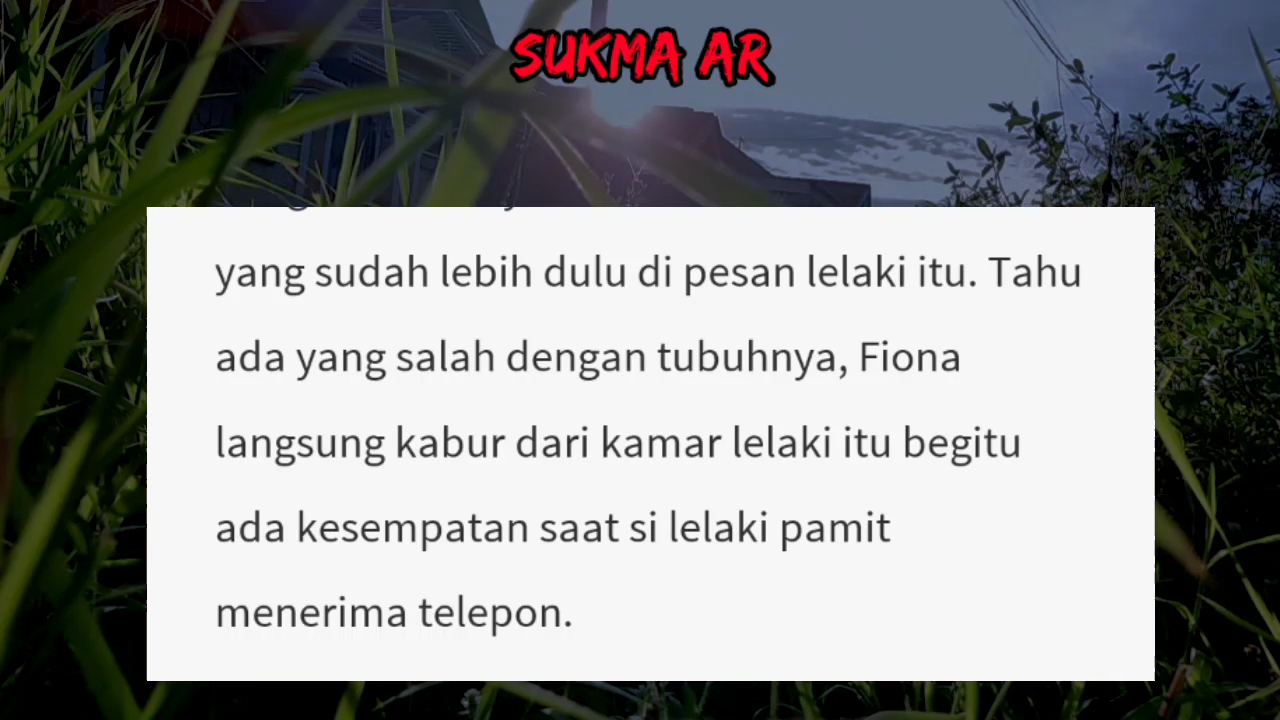 SUKMA AR
yang sudah lebih dulu di pesan lelaki itu. Tahu
ada yang salah dengan tubuhnya, Fiona
langsung kabur dari kamar lelaki itu begitu
ada kesempatan saat si lelaki pamit
menerima telepon.